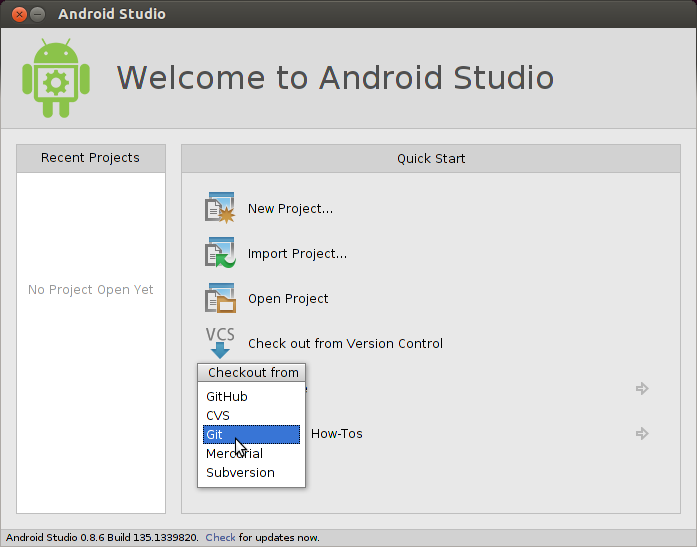 Android Studio
Welcome to Android Studio
Recent Projects
No Project Open Yet
Quick Start
New Project...
Import Project...
Open Project
VCS
Check out from Version Control
Checkout from
GitHub
CVS
Git
Mercurial
Subversion
How-Tos
Android Studio 0.8.6 Build 135.1339820. Check for updates now.